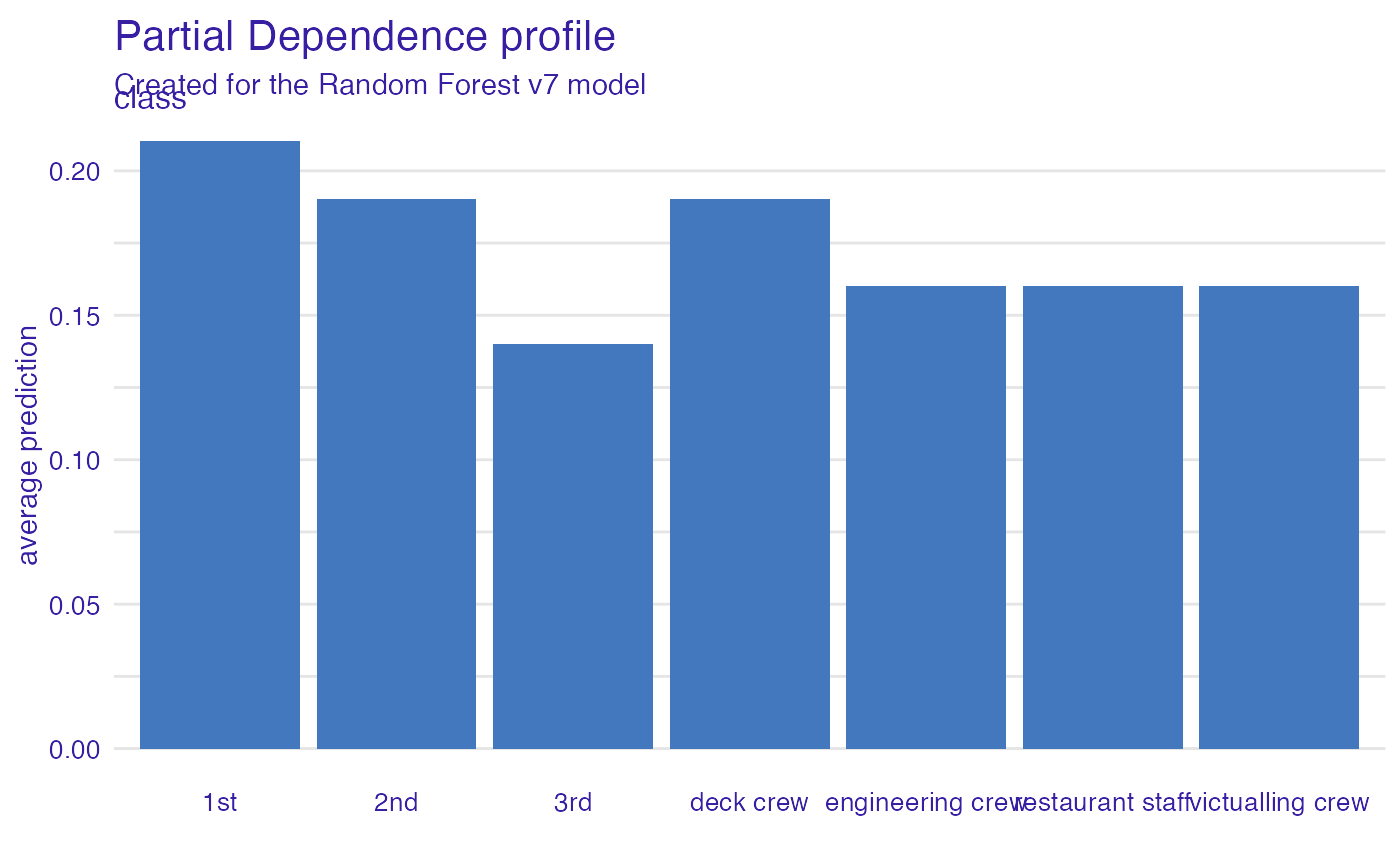 Partial Dependence profile
Created for the Random Forest v7 model
class
average prediction
0.20
0.15
0.10
0.05
0.00
1st 2nd 3rd deck crew engineering crew restaurant staff victualling crew